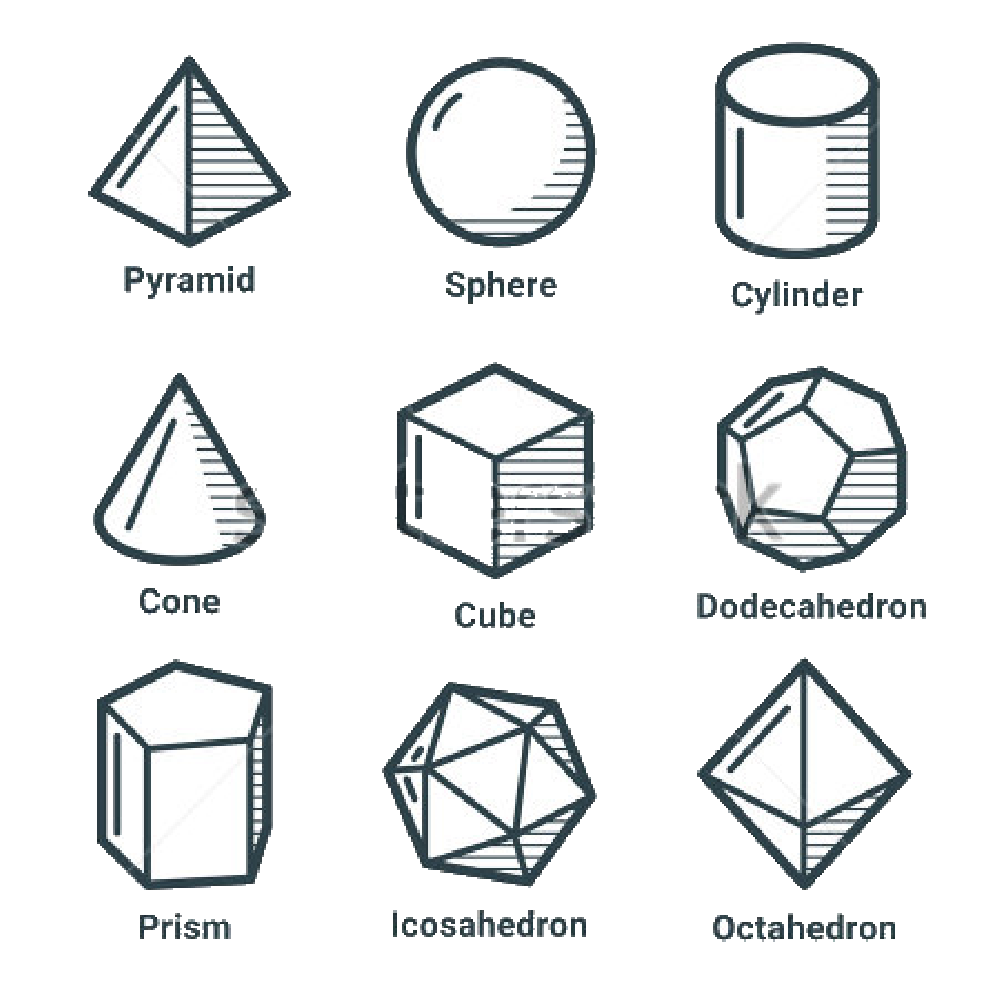 Pyramid
Sphere
Cylinder
Cone
Cube
Dodecahedron
Prism
Icosahedron
Octahedron